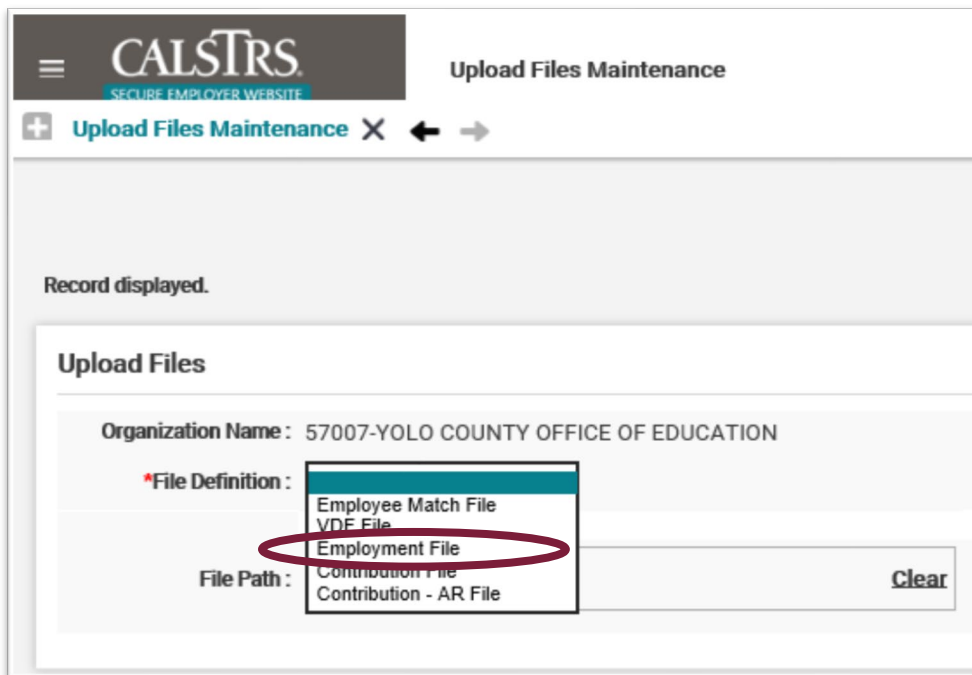 CALSTRS.
SECURE EMPLOYER WEBSITE
Upload Files Maintenance
Upload Files Maintenance
Record displayed.
Upload Files
Organization Name : 57007-YOLO COUNTY OFFICE OF EDUCATION
*File Definition :
Employee Match File
VDF File
Employment File
Contribution File
Contribution - AR File
File Path :
Clear